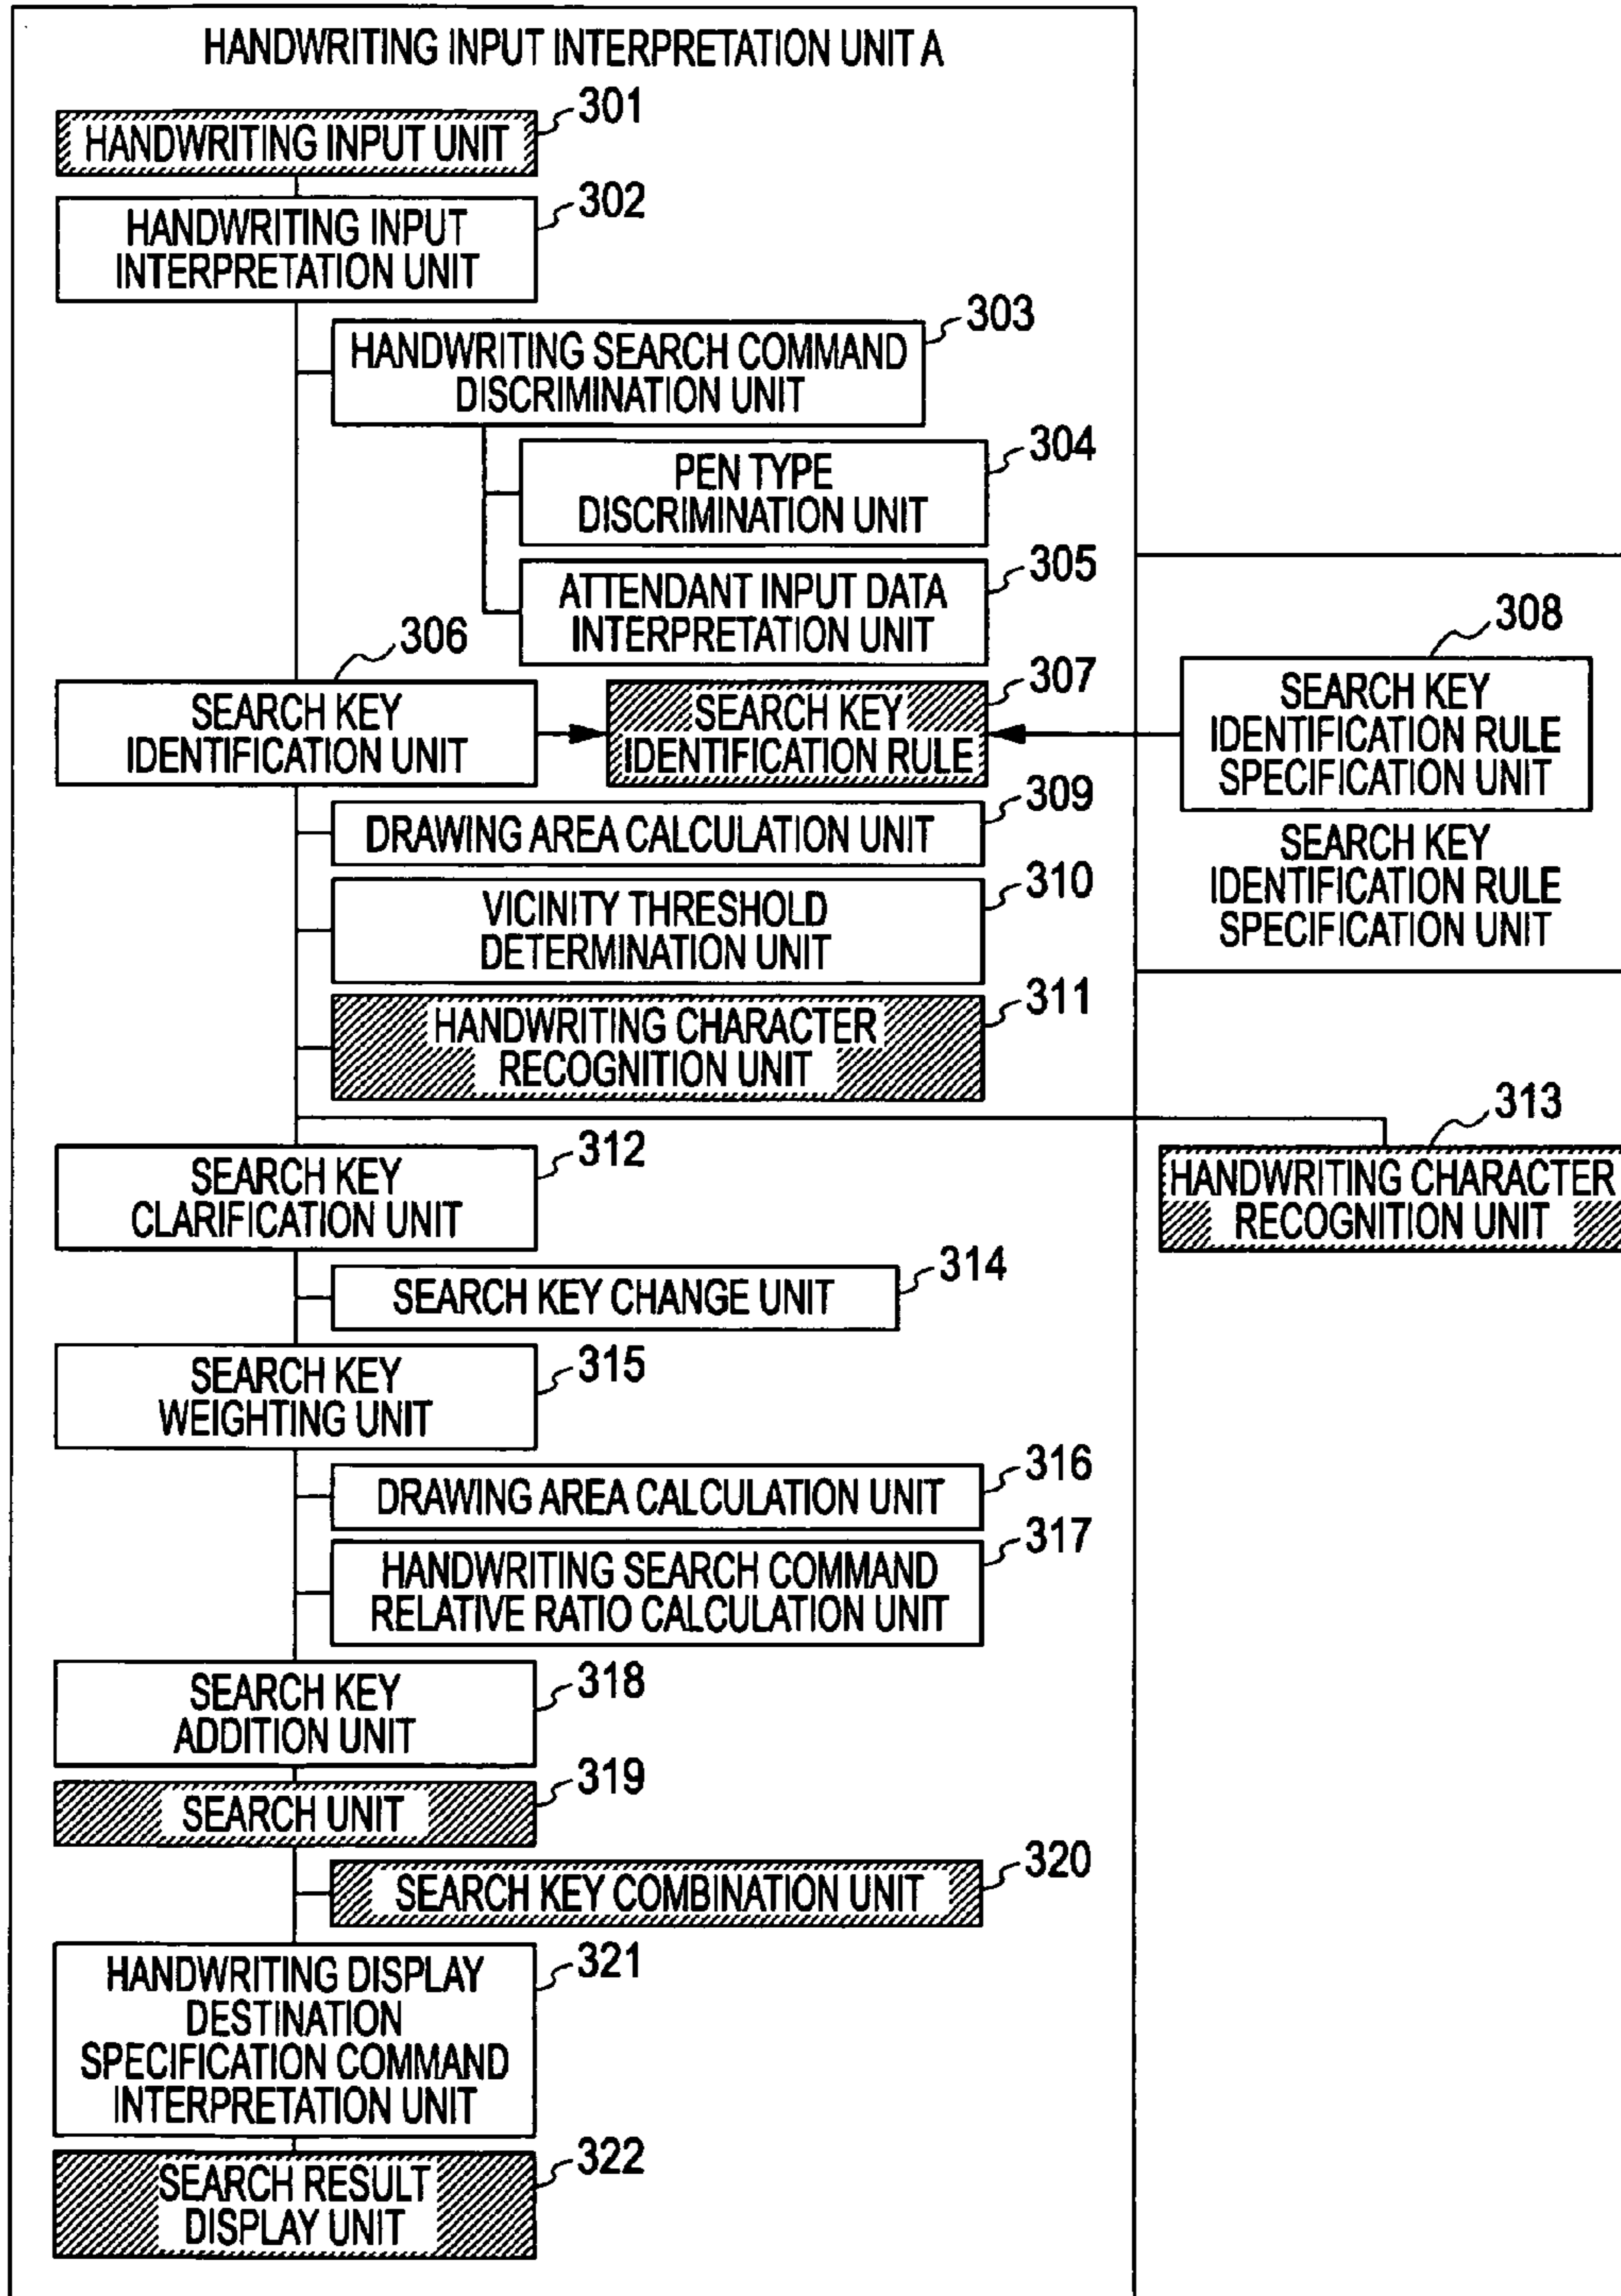 HANDWRITING INPUT INTERPRETATION UNIT A
HANDWRITING INPUT UNIT
301
HANDWRITING INPUT
INTERPRETATION UNIT
302
HANDWRITING SEARCH COMMAND
DISCRIMINATION UNIT
303
PEN TYPE
DISCRIMINATION UNIT
304
ATTENDANT INPUT DATA
INTERPRETATION UNIT
305
306
SEARCH KEY
IDENTIFICATION UNIT
SEARCH KEY
IDENTIFICATION RULE
307
308
SEARCH KEY
IDENTIFICATION RULE
SPECIFICATION UNIT
SEARCH KEY
IDENTIFICATION RULE
SPECIFICATION UNIT
DRAWING AREA CALCULATION UNIT
309
VICINITY THRESHOLD
DETERMINATION UNIT
310
HANDWRITING CHARACTER
RECOGNITION UNIT
311
SEARCH KEY
CLARIFICATION UNIT
312
313
HANDWRITING CHARACTER
RECOGNITION UNIT
SEARCH KEY CHANGE UNIT
314
SEARCH KEY
WEIGHTING UNIT
315
DRAWING AREA CALCULATION UNIT
316
HANDWRITING SEARCH COMMAND
RELATIVE RATIO CALCULATION UNIT
317
SEARCH KEY
ADDITION UNIT
318
SEARCH UNIT
319
SEARCH KEY COMBINATION UNIT
320
HANDWRITING DISPLAY
DESTINATION
SPECIFICATION COMMAND
INTERPRETATION UNIT
321
SEARCH RESULT
DISPLAY UNIT
322